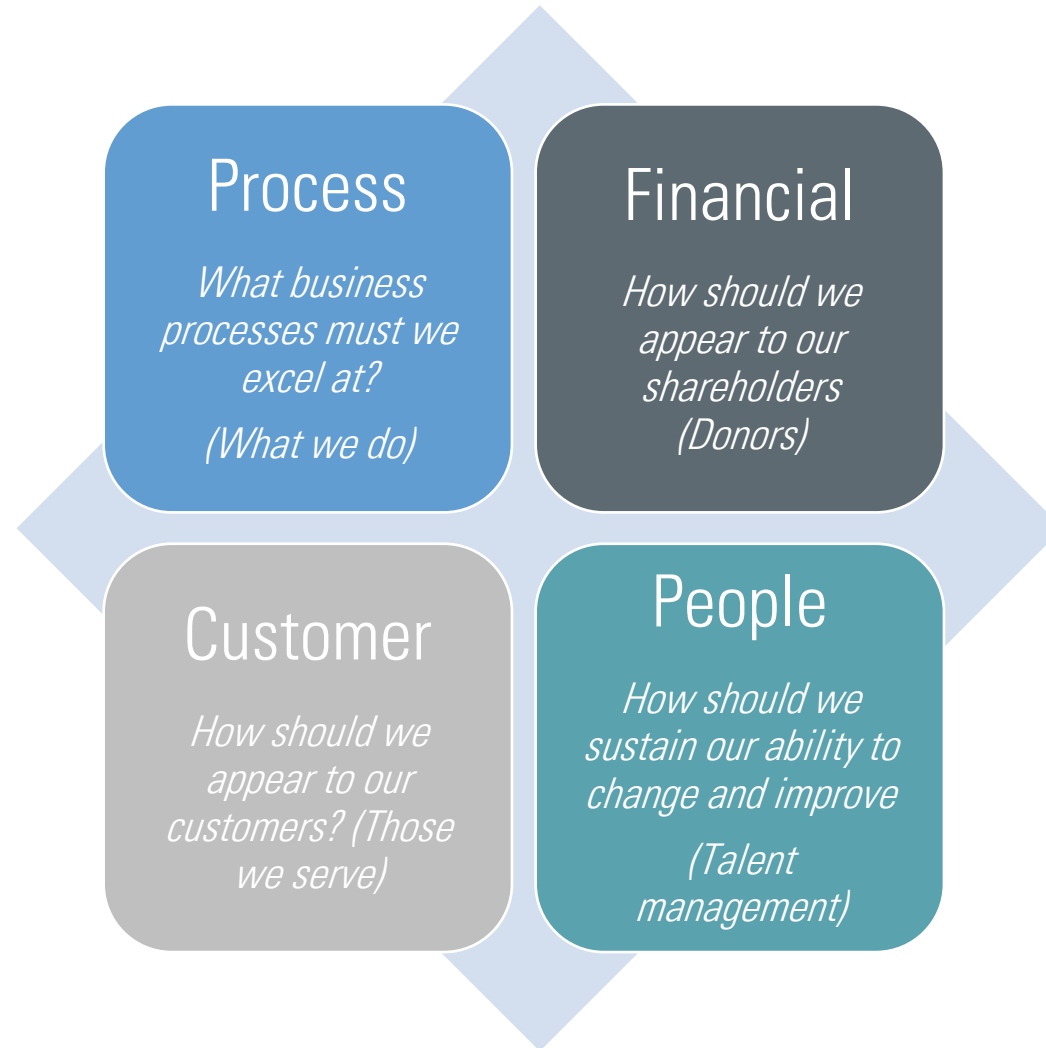 Process
What business
processes must we
excel at?
(What we do)
Financial
How should we
appear to our
shareholders
(Donors)
Customer
How should we
appear to our
customers? (Those
we serve)
People
How should we
sustain our ability to
change and improve
(Talent
management)